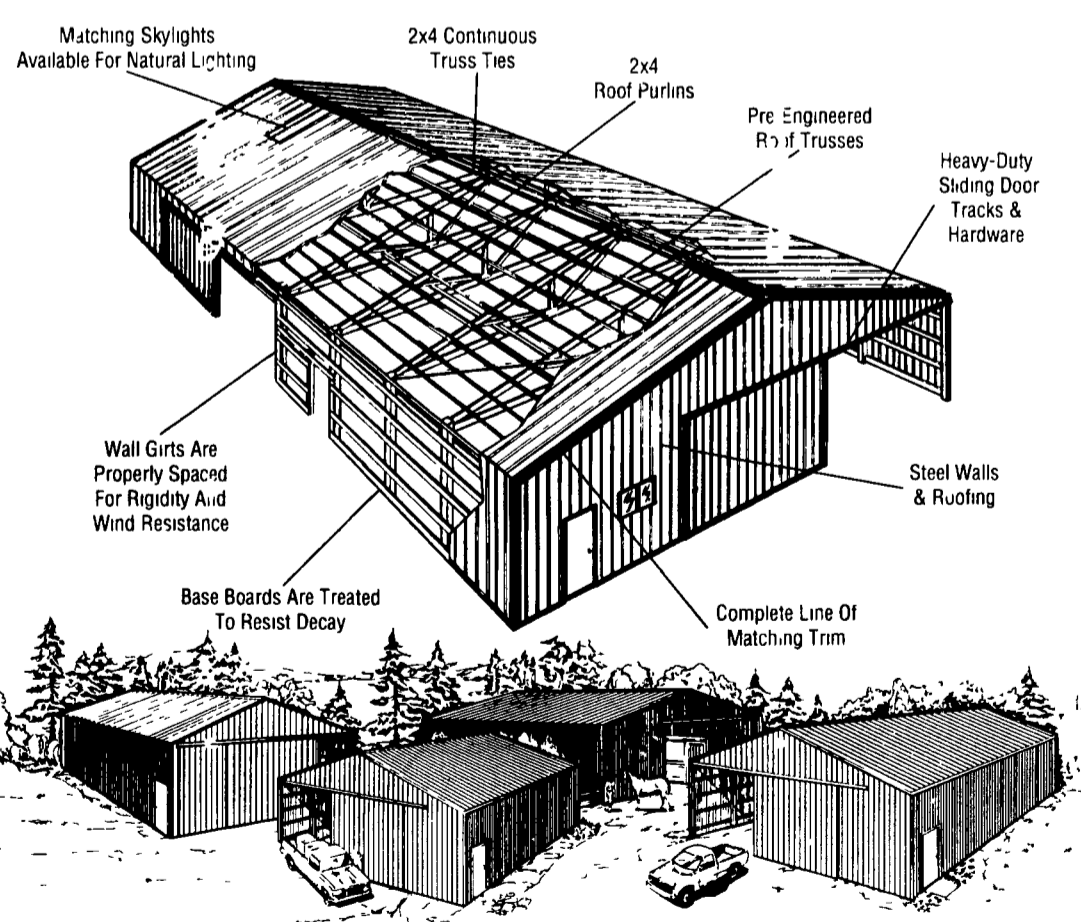 Matching Skylights
Available For Natural Lighting
2x4 Continuous
Truss Ties
2x4
Roof Purlins
Pre Engineered
Roof Trusses
Heavy-Duty
Sliding Door
Tracks &
Hardware
Wall Girts Are
Properly Spaced
For Rigidity And
Wind Resistance
Steel Walls
& Roofing
Base Boards Are Treated
To Resist Decay
Complete Line Of
Matching Trim